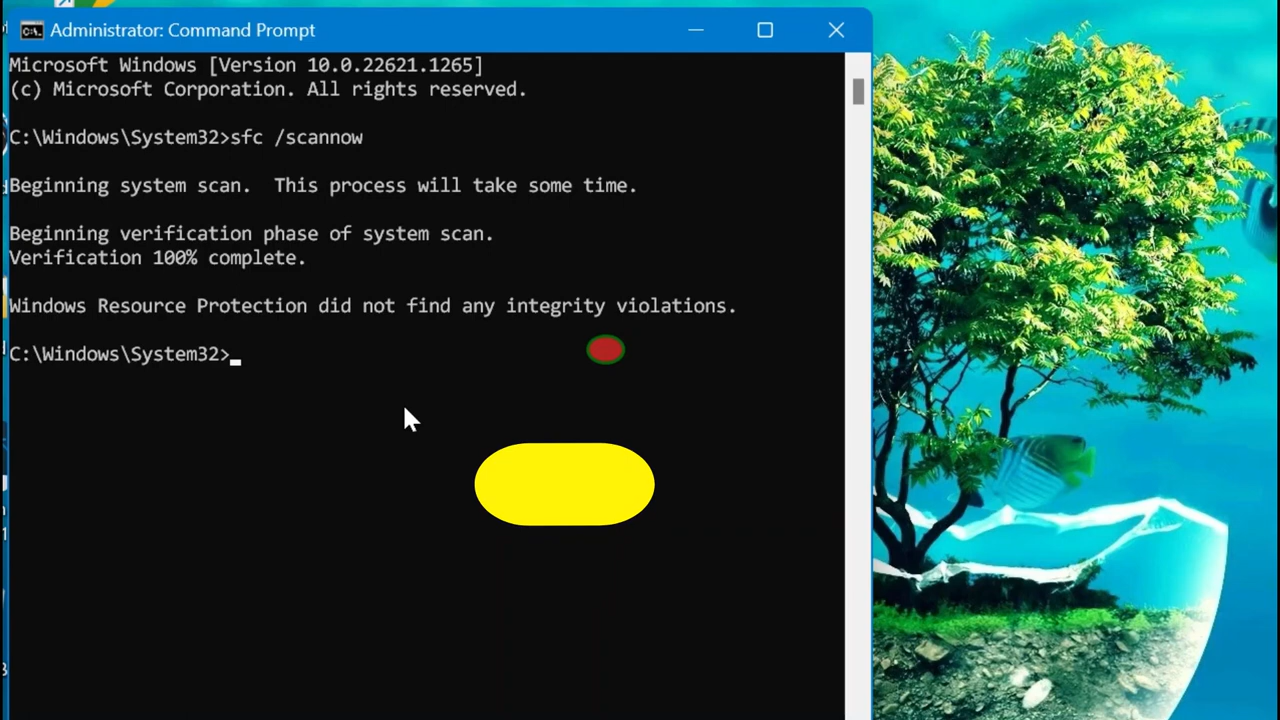 Administrator: Command Prompt
Microsoft Windows [Version 10.0.22621.1265]
(c) Microsoft Corporation. All rights reserved.
C:\Windows\System32>sfc /scannow
Beginning system scan.  This process will take some time.
Beginning verification phase of system scan.
Verification 100% complete.
Windows Resource Protection did not find any integrity violations.
C:\Windows\System32>